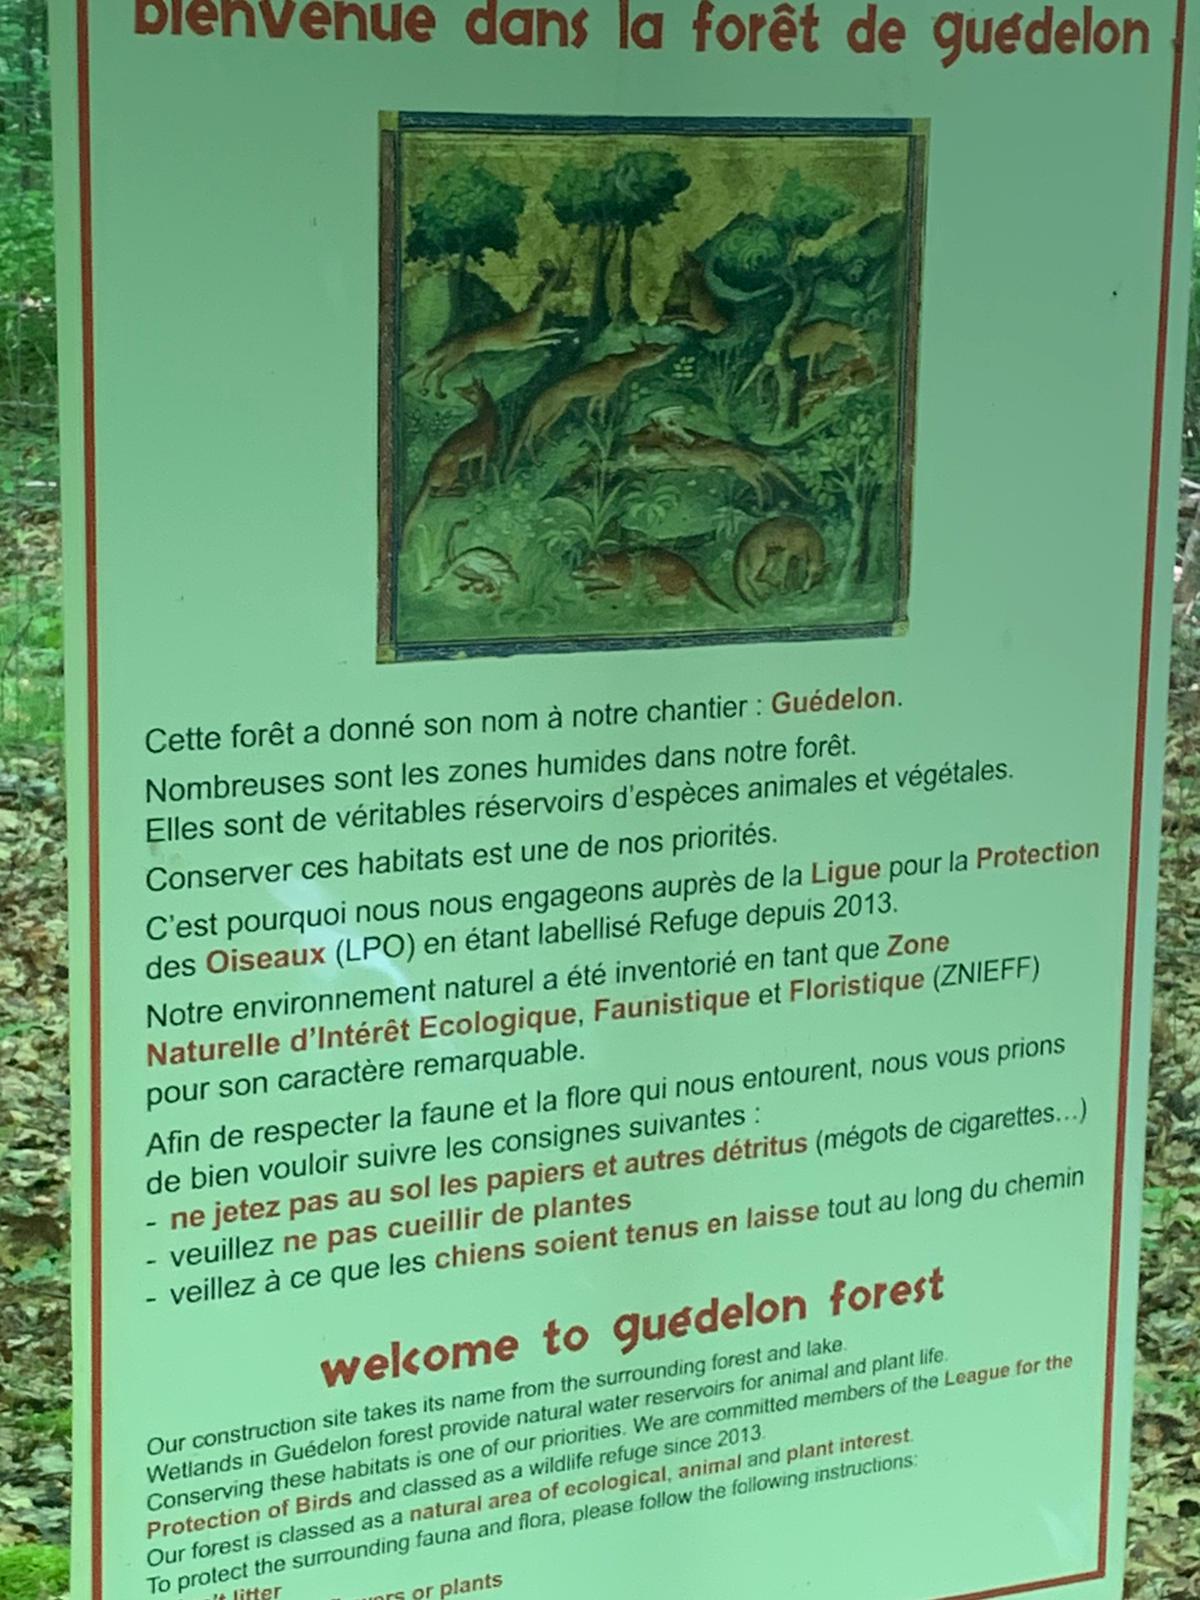 bienvenue dans la forêt de guédelon
Cette forêt a donné son nom à notre chantier : Guédelon.
Nombreuses sont les zones humides dans notre forêt.
Elles sont de véritables réservoirs d'espèces animales et végétales.
Conserver ces habitats est une de nos priorités.
C'est pourquoi nous nous engageons auprès de la Ligue pour la Protection
des Oiseaux (LPO) en étant labellisé Refuge depuis 2013.
Notre environnement naturel a été inventorié en tant que Zone
Naturelle d'Intérêt Ecologique, Faunistique et Floristique (ZNIEFF)
pour son caractère remarquable.
Afin de respecter la faune et la flore qui nous entourent, nous vous prions
de bien vouloir suivre les consignes suivantes :
- ne jetez pas au sol les papiers et autres détritus (mégots de cigarettes...)
- veuillez ne pas cueillir de plantes
- veillez à ce que les chiens soient tenus en laisse tout au long du chemin
welcome to guédelon forest
Our construction site takes its name from the surrounding forest and lake.
Wetlands in Guédelon forest provide natural water reservoirs for animal and plant life.
Conserving these habitats is one of our priorities. We are committed members of the League for the
Protection of Birds and classed as a wildlife refuge since 2013.
Our forest is classed as a natural area of ecological, animal and plant interest.
To protect the surrounding fauna and flora, please follow the following instructions:
litter
or plants